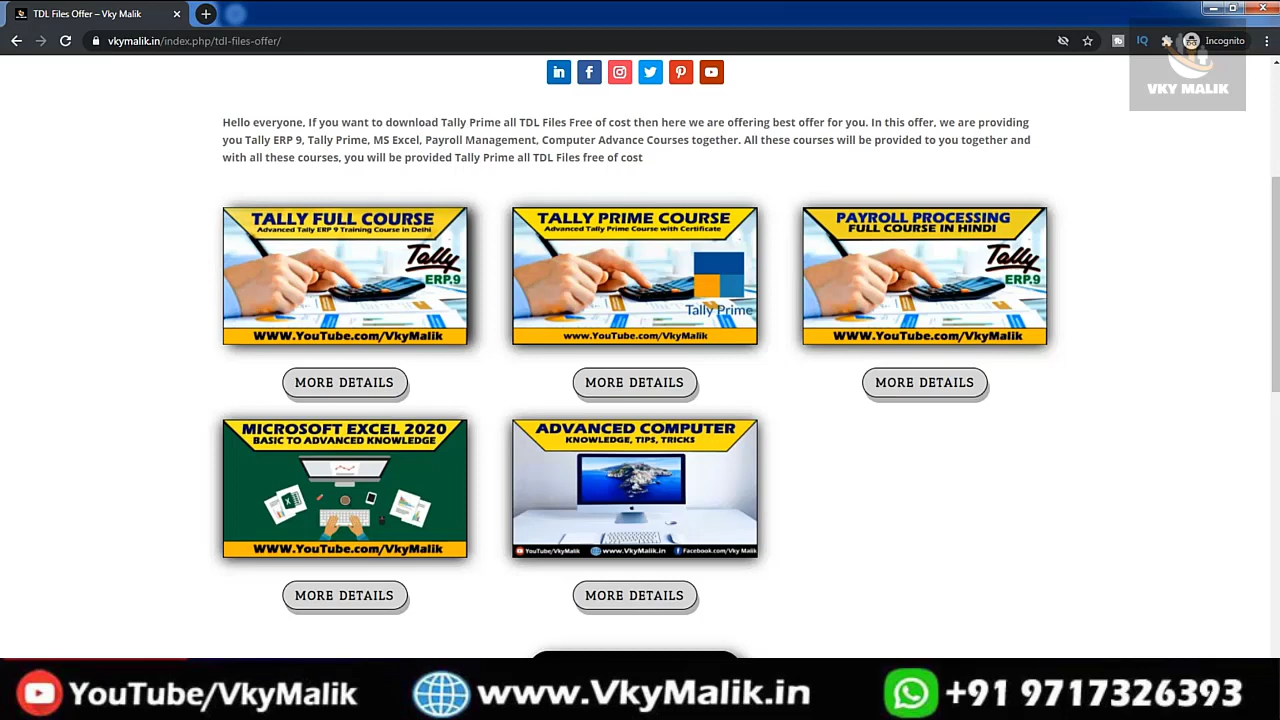 TDL Files Offer – Vky Malik
vkymalik.in/index.php/tdl-files-offer/
IQ
Incognito
VKY MALIK
Hello everyone, If you want to download Tally Prime all TDL Files Free of cost then here we are offering best offer for you. In this offer, we are providing
you Tally ERP 9, Tally Prime, MS Excel, Payroll Management, Computer Advance Courses together. All these courses will be provided to you together and
with all these courses, you will be provided Tally Prime all TDL Files free of cost
TALLY FULL COURSE
Advanced Tally ERP 9 Training Course in Delhi
Tally
ERP.9
WWW.YouTube.com/VkyMalik
TALLY PRIME COURSE
Advanced Tally Prime Course with Certificate
Tally Prime
www.YouTube.com/VkyMalik
PAYROLL PROCESSING
FULL COURSE IN HINDI
Tally
ERP.9
WWW.YouTube.com/VkyMalik
MORE DETAILS
MORE DETAILS
MORE DETAILS
MICROSOFT EXCEL 2020
BASIC TO ADVANCED KNOWLEDGE
WWW.YouTube.com/VkyMalik
ADVANCED COMPUTER
KNOWLEDGE, TIPS, TRICKS
YouTube/VkyMalik
www.VkyMalik.in
Facebook.com/Vky Malik
MORE DETAILS
MORE DETAILS
YouTube/VkyMalik
www.VkyMalik.in
+91 9717326393